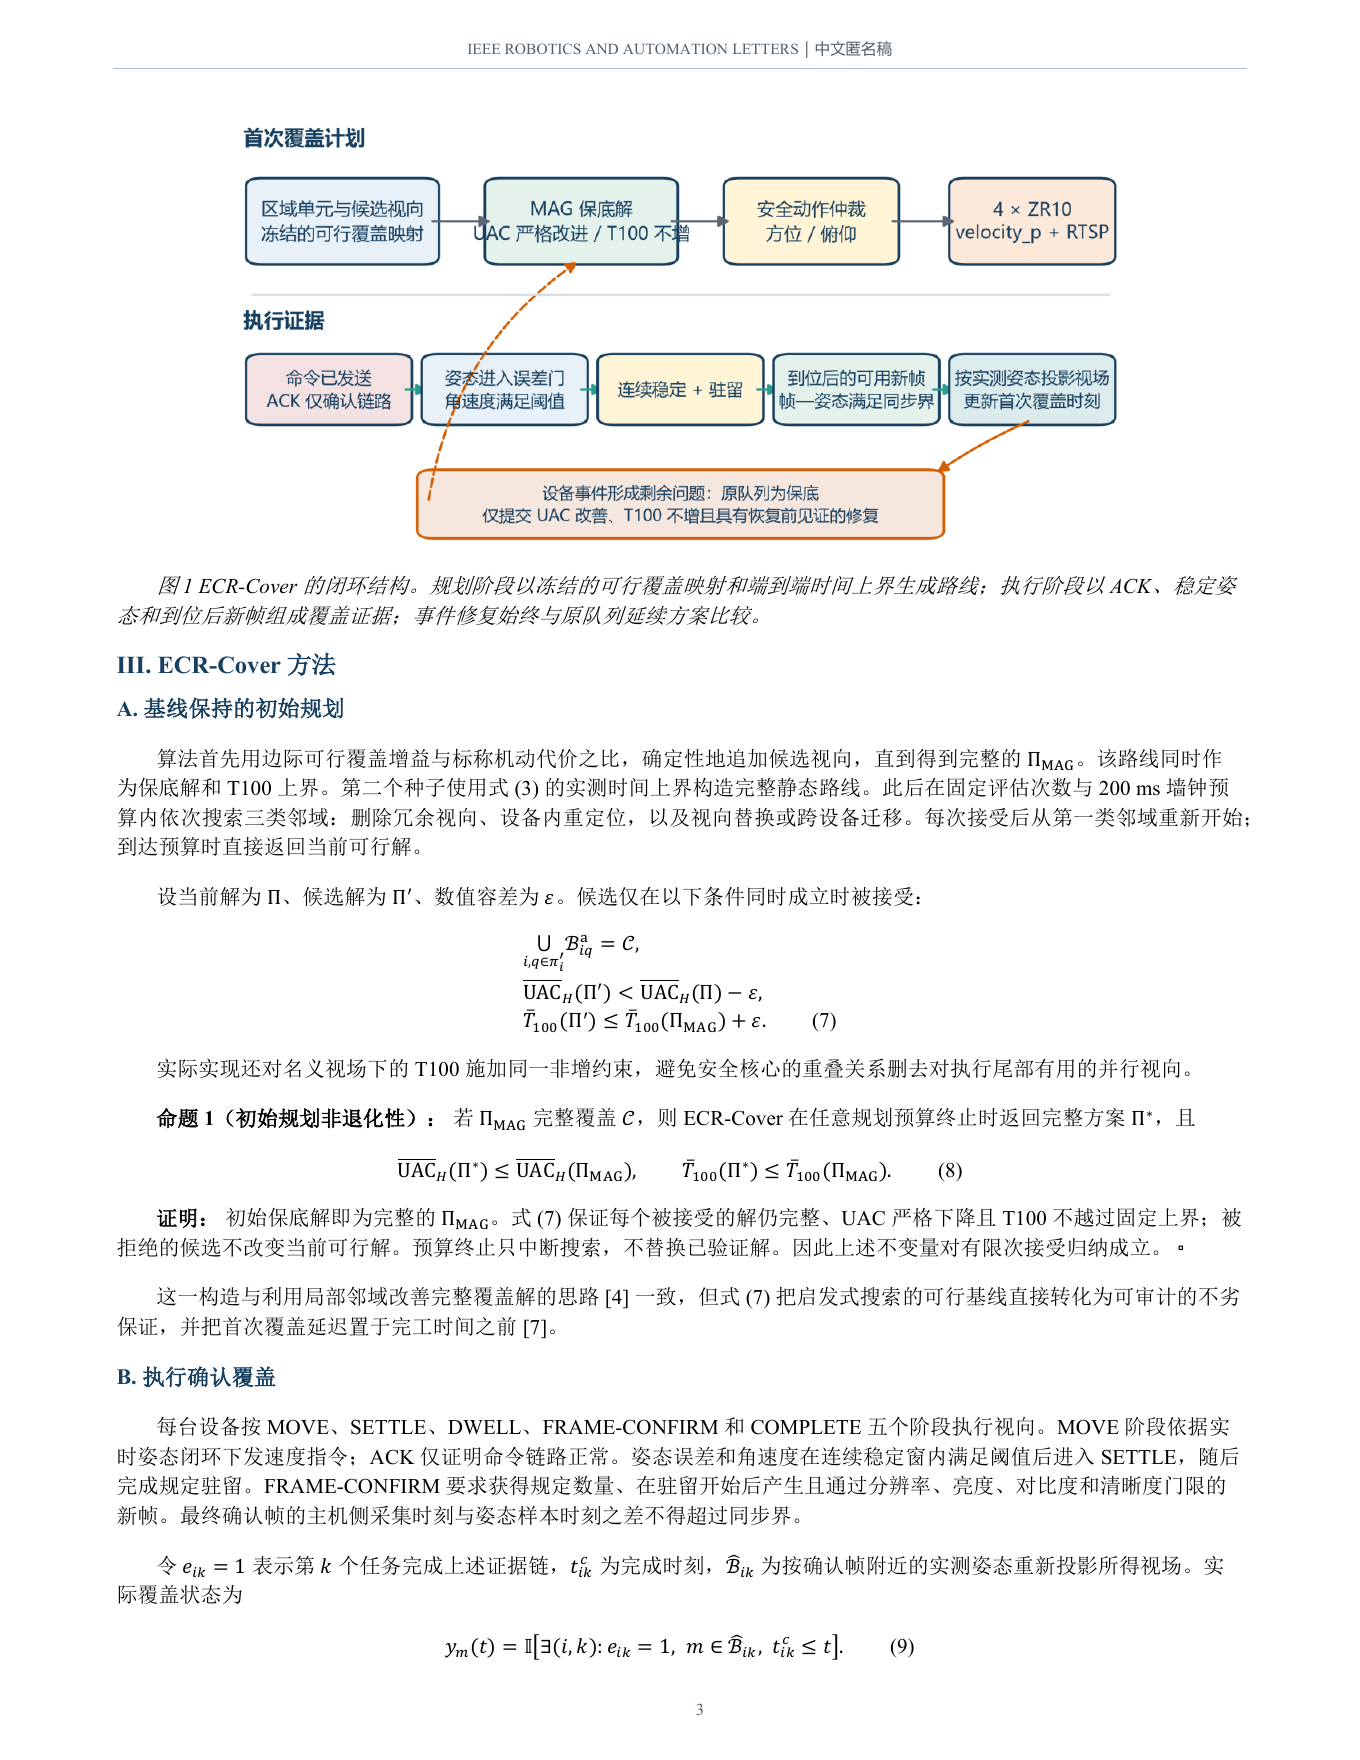 IEEE ROBOTICS AND AUTOMATION LETTERS | 中文匿名稿
首次覆盖计划
区域单元与候选视向
冻结的可行覆盖映射
MAG 保底解
UAC 严格改进 / T100 不增
安全动作仲裁
方位 / 俯仰
4 × ZR10
velocity_p + RTSP
执行证据
命令已发送
ACK 仅确认链路
姿态进入误差门
角速度满足阈值
连续稳定 + 驻留
到位后的可用新帧
帧—姿态满足同步界
按实测姿态投影视场
更新首次覆盖时刻
设备事件形成剩余问题：原队列为保底
仅提交 UAC 改善、T100 不增且具有恢复前见证的修复
图 1 ECR-Cover 的闭环结构。规划阶段以冻结的可行覆盖映射和端到端时间上界生成路线；执行阶段以 ACK、稳定姿
态和到位后新帧组成覆盖证据；事件修复始终与原队列延续方案比较。
III. ECR-Cover 方法
A. 基线保持的初始规划
算法首先用边际可行覆盖增益与标称机动代价之比，确定性地追加候选视向，直到得到完整的 Π_MAG。该路线同时作
为保底解和 T100 上界。第二个种子使用式 (3) 的实测时间上界构造完整静态路线。此后在固定评估次数与 200 ms 墙钟预
算内依次搜索三类邻域：删除冗余视向、设备内重定位，以及视向替换或跨设备迁移。每次接受后从第一类邻域重新开始；
到达预算时直接返回当前可行解。
设当前解为 Π、候选解为 Π′、数值容差为 ε。候选仅在以下条件同时成立时被接受：
⋃_{i,q∈π′_i} ℬ^a_{iq} = 𝒞,
U̅A̅C̅_H(Π′) < U̅A̅C̅_H(Π) − ε,
T̄_100(Π′) ≤ T̄_100(Π_MAG) + ε. (7)
实际实现还对名义视场下的 T100 施加同一非增约束，避免安全核心的重叠关系删去对执行尾部有用的并行视向。
命题 1（初始规划非退化性）： 若 Π_MAG 完整覆盖 𝒞，则 ECR-Cover 在任意规划预算终止时返回完整方案 Π*，且
U̅A̅C̅_H(Π*) ≤ U̅A̅C̅_H(Π_MAG), T̄_100(Π*) ≤ T̄_100(Π_MAG). (8)
证明： 初始保底解即为完整的 Π_MAG。式 (7) 保证每个被接受的解仍完整、UAC 严格下降且 T100 不越过固定上界；被
拒绝的候选不改变当前可行解。预算终止只中断搜索，不替换已验证解。因此上述不变量对有限次接受归纳成立。▫
这一构造与利用局部邻域改善完整覆盖解的思路 [4] 一致，但式 (7) 把启发式搜索的可行基线直接转化为可审计的不劣
保证，并把首次覆盖延迟置于完工时间之前 [7]。
B. 执行确认覆盖
每台设备按 MOVE、SETTLE、DWELL、FRAME-CONFIRM 和 COMPLETE 五个阶段执行视向。MOVE 阶段依据实
时姿态闭环下发速度指令；ACK 仅证明命令链路正常。姿态误差和角速度在连续稳定窗内满足阈值后进入 SETTLE，随后
完成规定驻留。FRAME-CONFIRM 要求获得规定数量、在驻留开始后产生且通过分辨率、亮度、对比度和清晰度门限的
新帧。最终确认帧的主机侧采集时刻与姿态样本时刻之差不得超过同步界。
令 e_{ik} = 1 表示第 k 个任务完成上述证据链，t^c_{ik} 为完成时刻，ℬ̂_{ik} 为按确认帧附近的实测姿态重新投影所得视场。实
际覆盖状态为
y_m(t) = 𝕀[∃(i, k): e_{ik} = 1, m ∈ ℬ̂_{ik}, t^c_{ik} ≤ t]. (9)
3